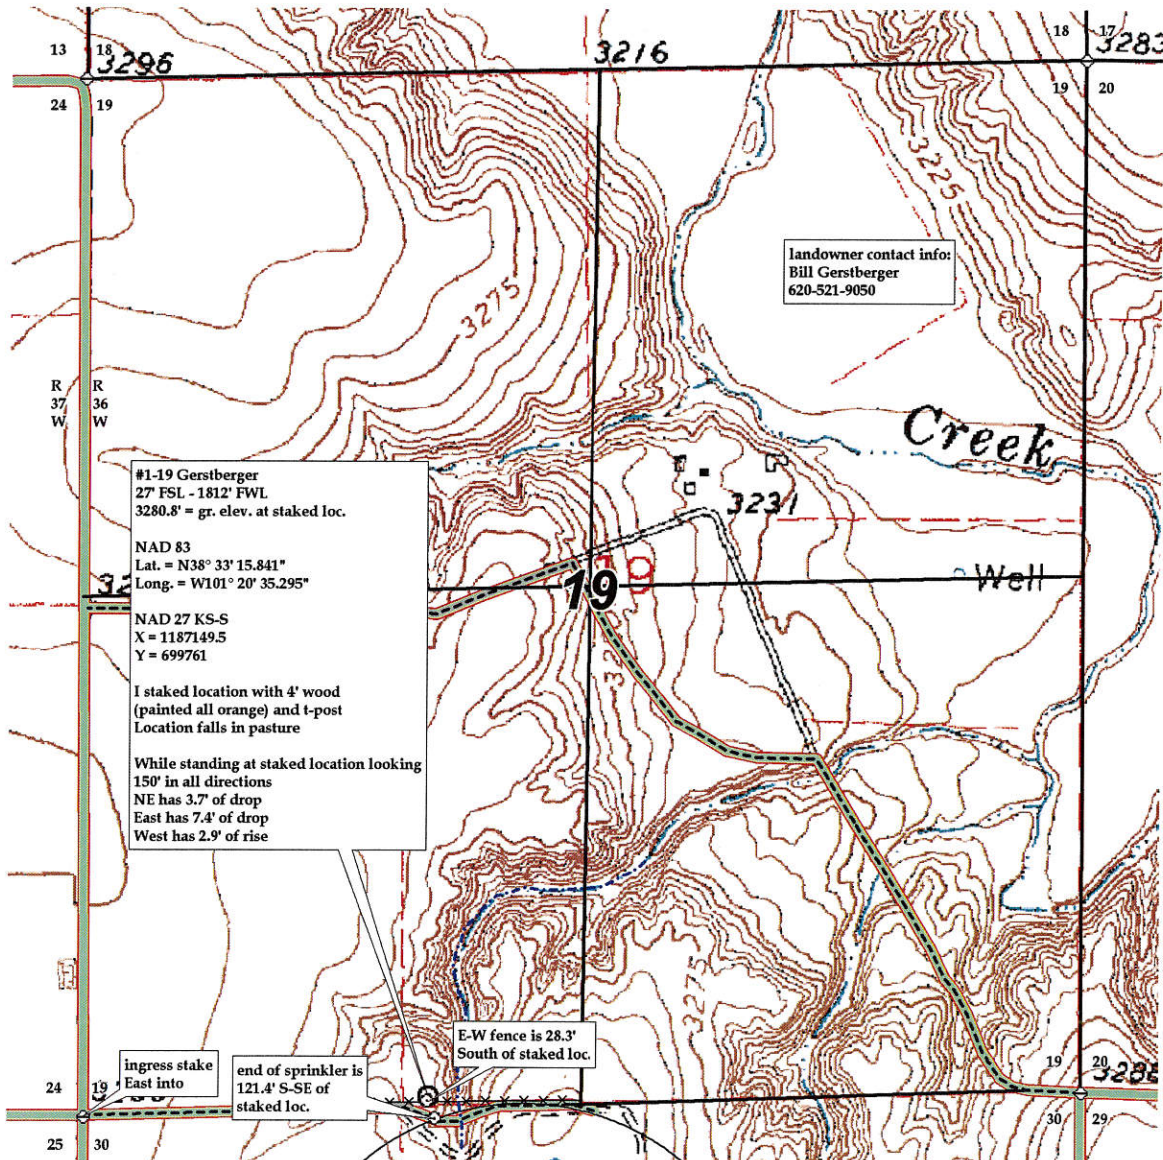 13 18
3296
3216
18 17
3283
24 19
19 20
3225
landowner contact info:
Bill Gerstberger
620-521-9050
3275
R R
37 36
W W
Creek
#1-19 Gerstberger
27' FSL - 1812' FWL
3280.8' = gr. elev. at staked loc.
NAD 83
Lat. = N38° 33' 15.841"
Long. = W101° 20' 35.295"
NAD 27 KS-S
X = 1187149.5
Y = 699761
I staked location with 4' wood
(painted all orange) and t-post
Location falls in pasture
While standing at staked location looking
150' in all directions
NE has 3.7' of drop
East has 7.4' of drop
West has 2.9' of rise
3231
19
19
Well
E-W fence is 28.3'
South of staked loc.
ingress stake
East into
end of sprinkler is
121.4' S-SE of
staked loc.
24 19
19 20
25 30
30 29